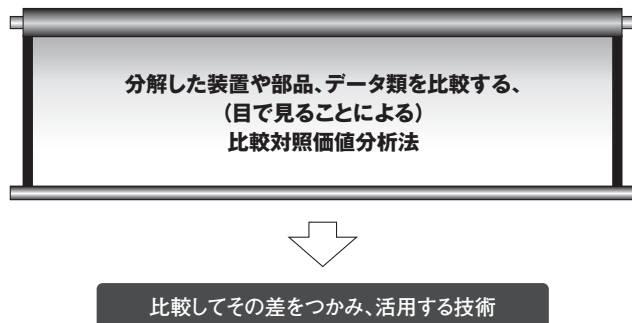 分解した装置や部品、データ類を比較する、
（目で見ることによる）
比較対照価値分析法
比較してその差をつかみ、活用する技術